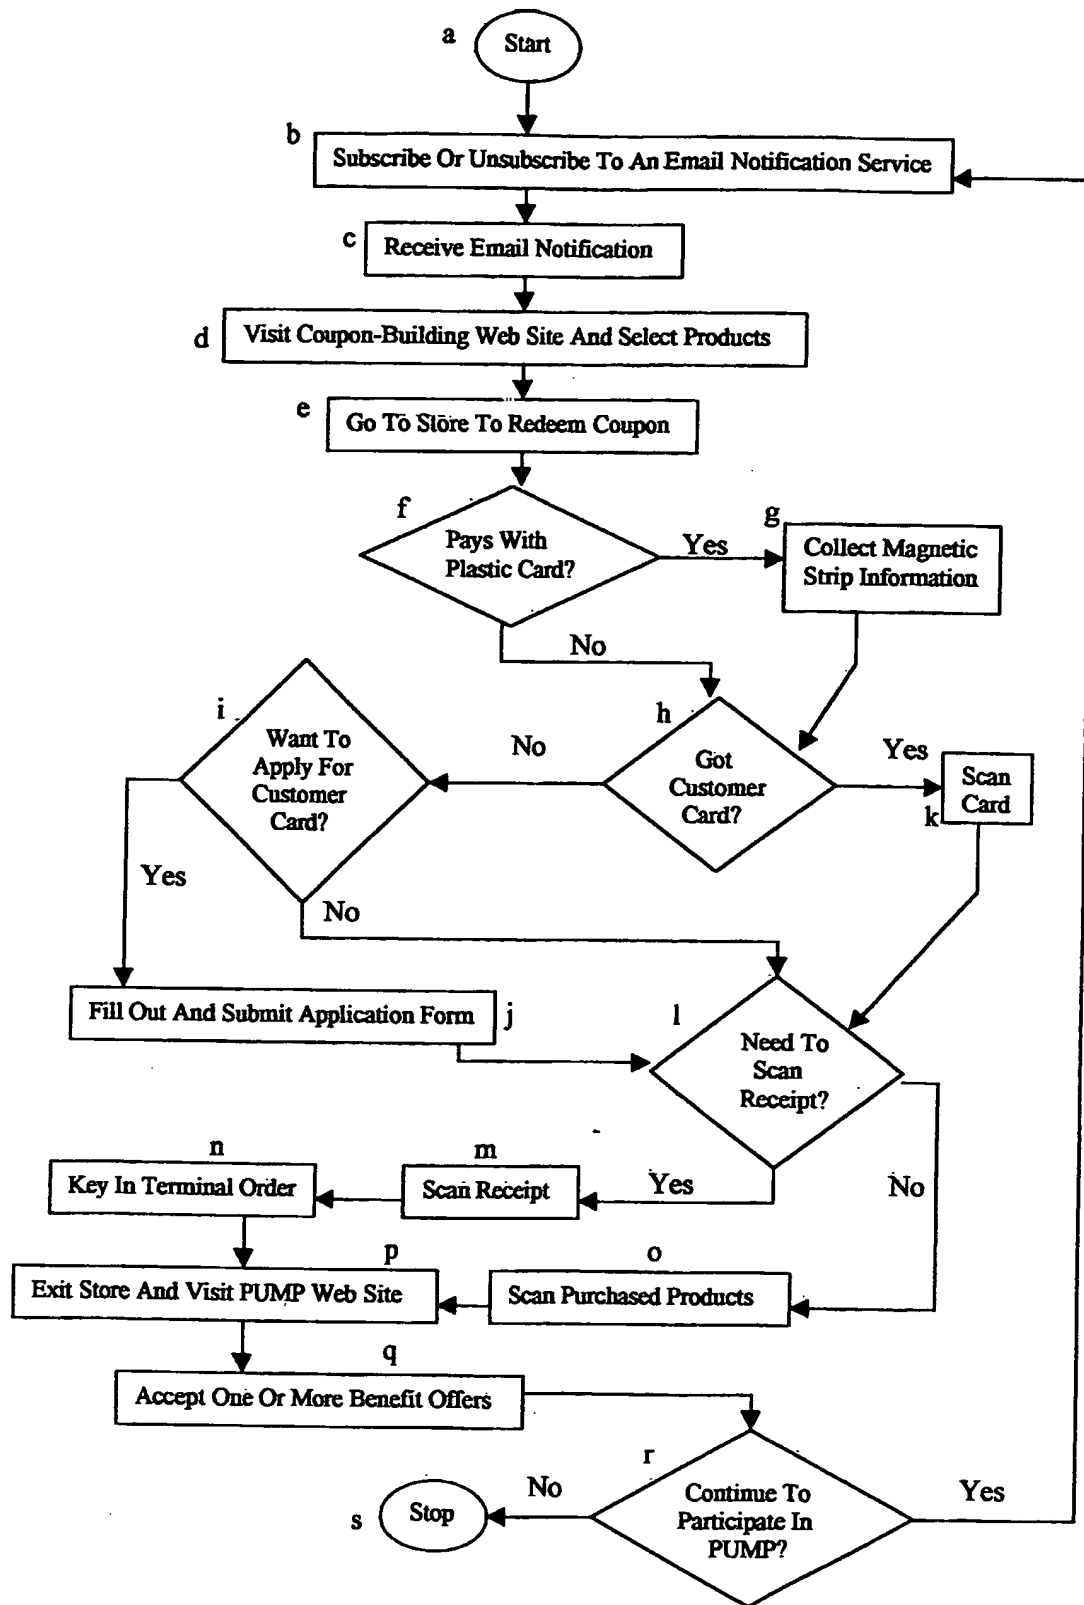 a
Start
b
Subscribe Or Unsubscribe To An Email Notification Service
c
Receive Email Notification
d
Visit Coupon-Building Web Site And Select Products
e
Go To Store To Redeem Coupon
f
Pays With
Plastic Card?
Yes
g
Collect Magnetic
Strip Information
No
h
Got
Customer
Card?
No
Yes
i
Want To
Apply For
Customer
Card?
Scan
Card
k
Yes
No
Fill Out And Submit Application Form
j
l
Need To
Scan
Receipt?
n
Key In Terminal Order
m
Scan Receipt
Yes
No
p
Exit Store And Visit PUMP Web Site
o
Scan Purchased Products
q
Accept One Or More Benefit Offers
r
Continue To
Participate In
PUMP?
No
Yes
s
Stop